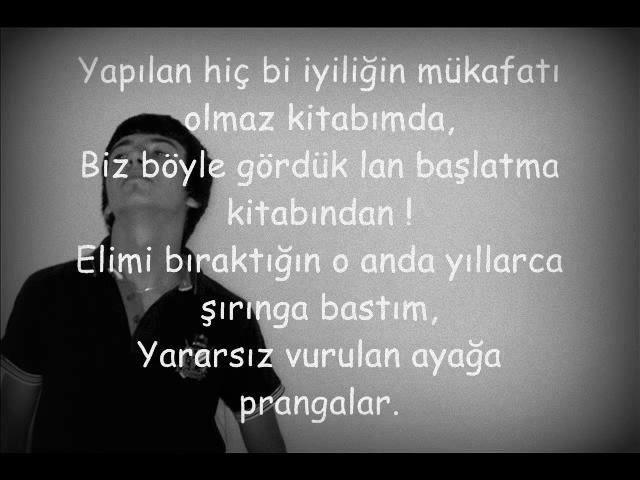 Yapılan hiç bi iyiliğin mükafatı
olmaz kitabımda,
Biz böyle gördük lan başlatma
kitabından !
Elimi bıraktığın o anda yıllarca
şırınga bastım,
Yararsız vurulan ayağa
prangalar.